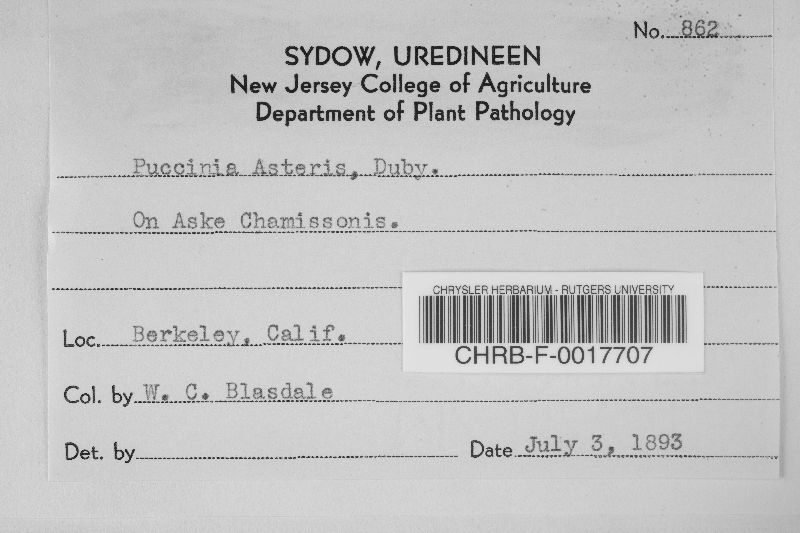 No. 862
SYDOW, UREDINEEN
New Jersey College of Agriculture
Department of Plant Pathology
Puccinia Asteris, Duby.
On Aske Chamissonis.
CHRYSLER HERBARIUM - RUTGERS UNIVERSITY
CHRB-F-0017707
Loc. Berkeley, Calif.
Col. by W. C. Blasdale
Det. by
Date July 3, 1893